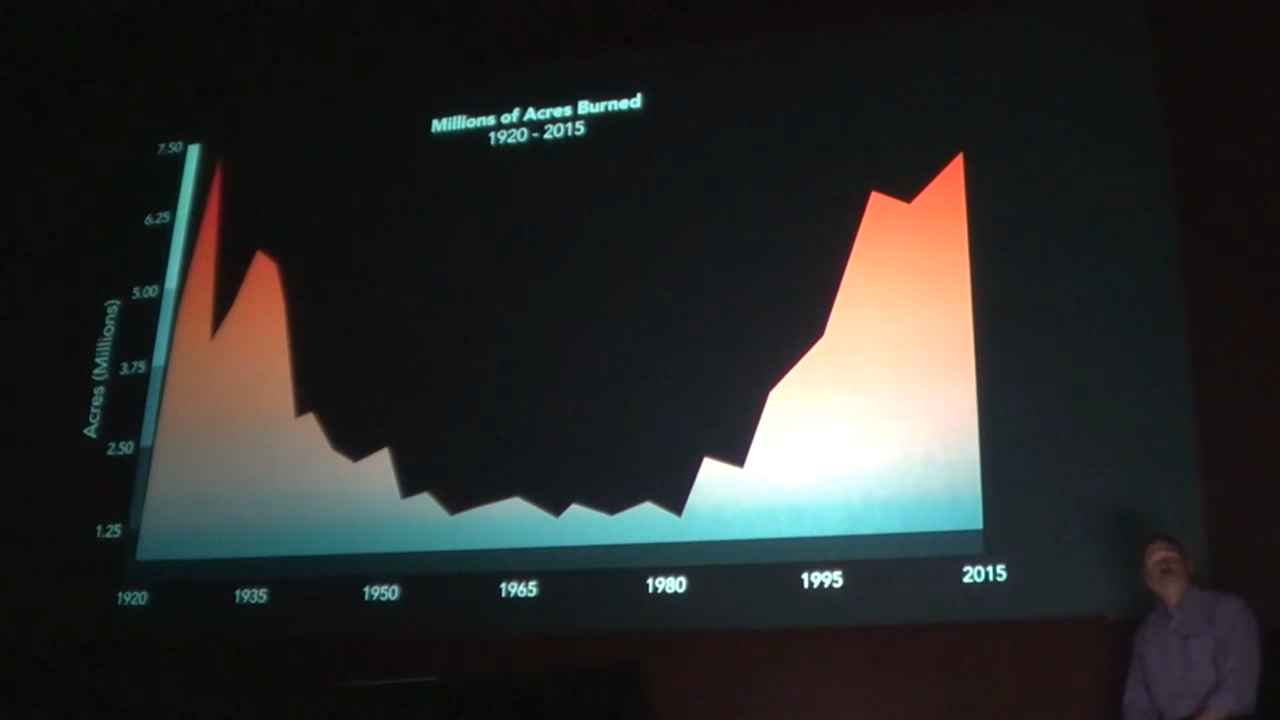 Millions of Acres Burned
1920 - 2015
7.50
6.25
5.00
3.75
2.50
1.25
Acres (Millions)
1920 1935 1950 1965 1980 1995 2015